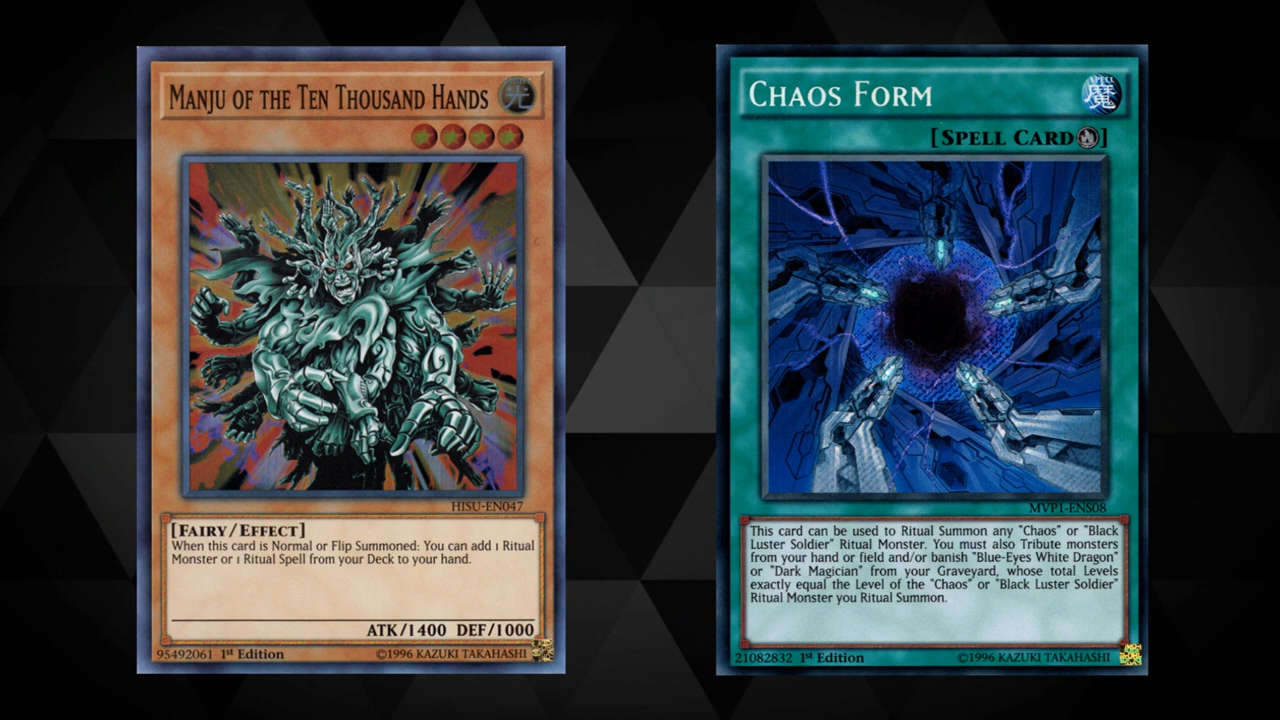 MANJU OF THE TEN THOUSAND HANDS
光
HISU-EN047
[FAIRY/EFFECT]
When this card is Normal or Flip Summoned: You can add 1 Ritual
Monster or 1 Ritual Spell from your Deck to your hand.
ATK/1400 DEF/1000
95492061 1st Edition ©1996 KAZUKI TAKAHASHI
CHAOS FORM
魔
[SPELL CARD]
MVP1-ENS08
This card can be used to Ritual Summon any "Chaos" or "Black
Luster Soldier" Ritual Monster. You must also Tribute monsters
from your hand or field and/or banish "Blue-Eyes White Dragon"
or "Dark Magician" from your Graveyard, whose total Levels
exactly equal the Level of the "Chaos" or "Black Luster Soldier"
Ritual Monster you Ritual Summon.
21082832 1st Edition ©1996 KAZUKI TAKAHASHI